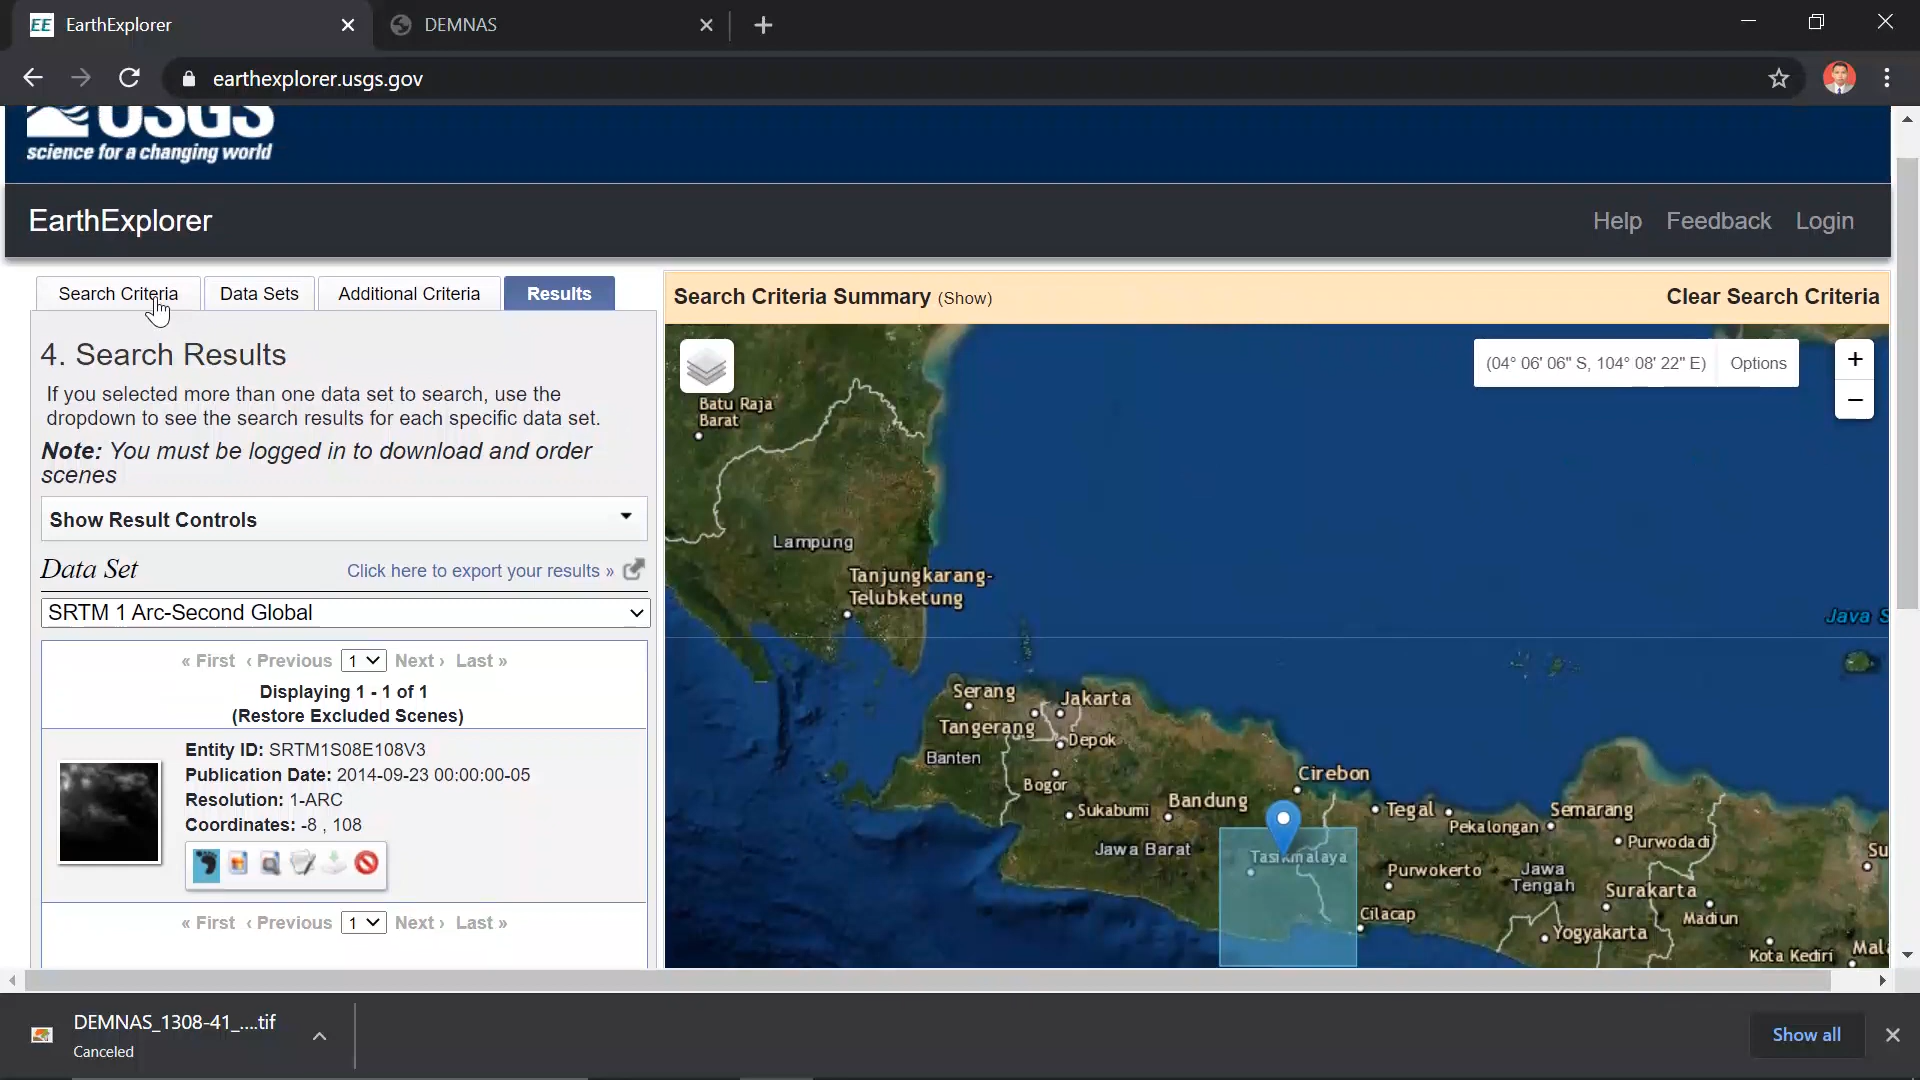 EarthExplorer
DEMNAS
earthexplorer.usgs.gov
USGS
science for a changing world
EarthExplorer
Help
Feedback
Login
Search Criteria
Data Sets
Additional Criteria
Results
4. Search Results
If you selected more than one data set to search, use the
dropdown to see the search results for each specific data set.
Note: You must be logged in to download and order
scenes
Show Result Controls
Data Set
Click here to export your results »
SRTM 1 Arc-Second Global
« First ‹ Previous 1 Next › Last »
Displaying 1 - 1 of 1
(Restore Excluded Scenes)
Entity ID: SRTM1S08E108V3
Publication Date: 2014-09-23 00:00:00-05
Resolution: 1-ARC
Coordinates: -8 , 108
« First ‹ Previous 1 Next › Last »
Search Criteria Summary (Show)
Clear Search Criteria
(04° 06' 06" S, 104° 08' 22" E)
Options
+
−
Batu Raja
Barat
Lampung
Tanjungkarang-
Telubketung
Java S
Serang
Jakarta
Tangerang
Depok
Banten
Bogor
Cirebon
Sukabumi
Bandung
Tegal
Semarang
Pekalongan
Jawa Barat
Tasikmalaya
Purwodadi
Su
Purwokerto
Jawa
Tengah
Surakarta
Cilacap
Madiun
Yogyakarta
Kota Kediri
Mal
DEMNAS_1308-41_....tif
Canceled
Show all